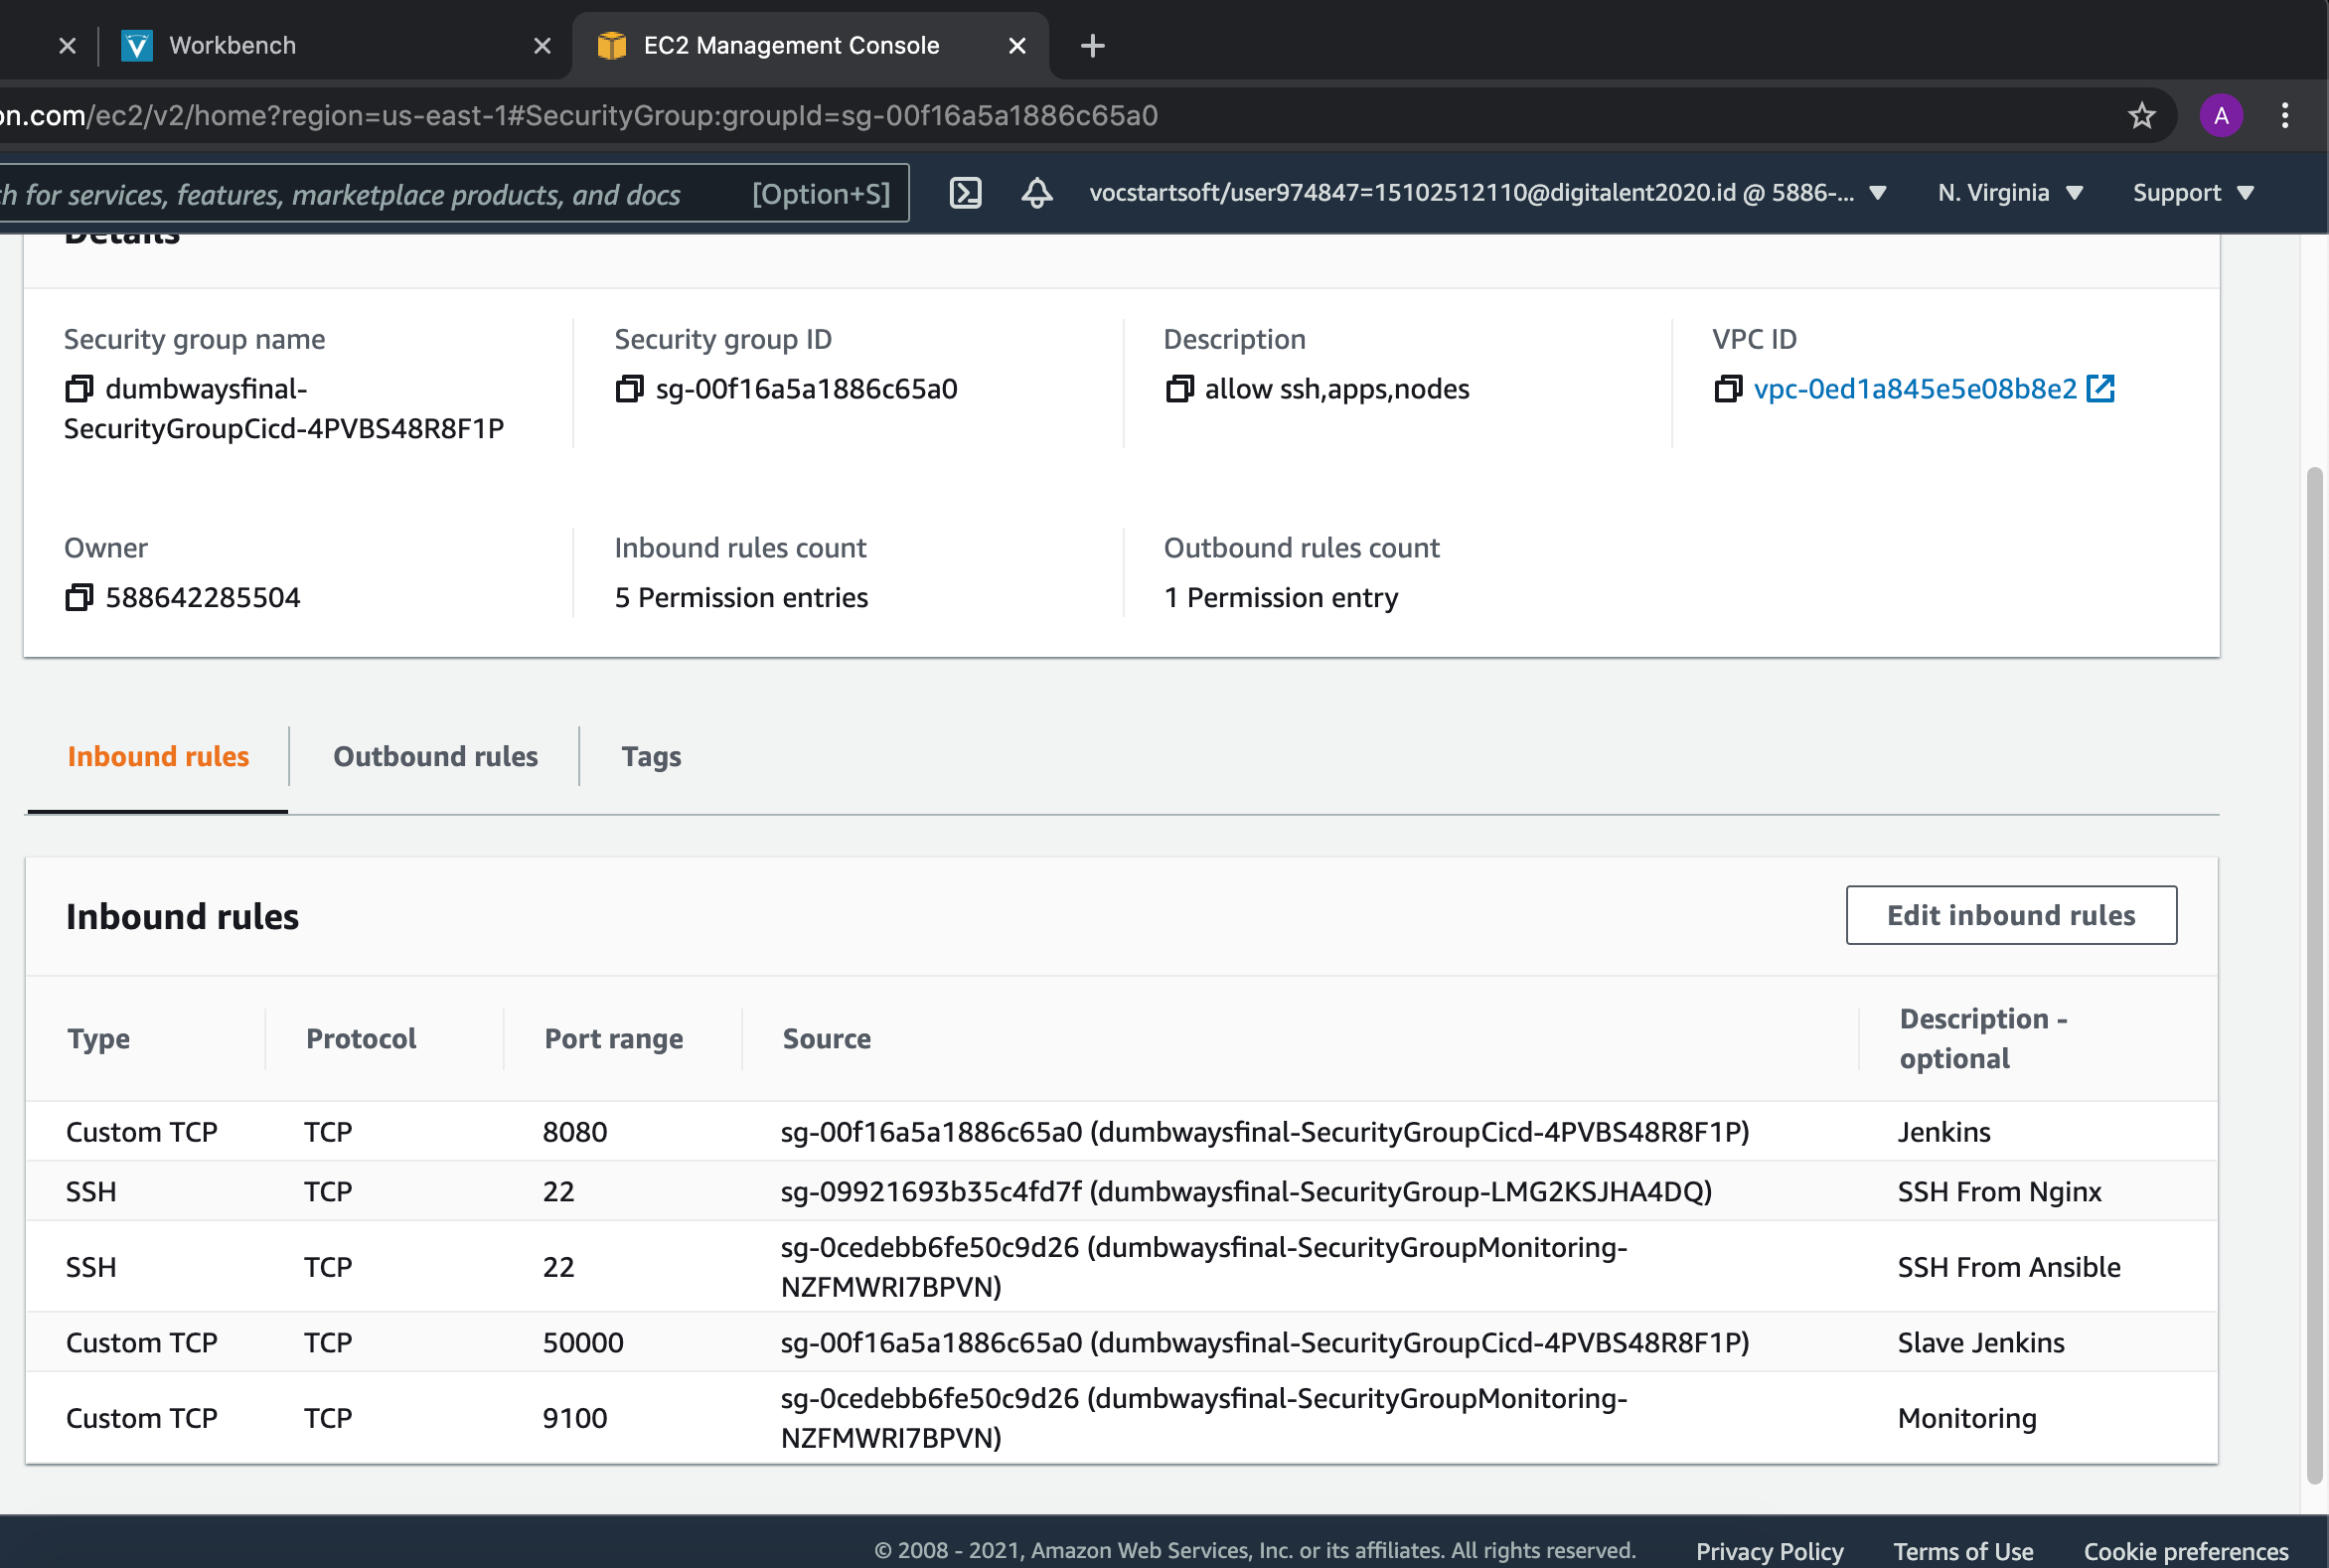 Workbench
EC2 Management Console
on.com/ec2/v2/home?region=us-east-1#SecurityGroup:groupId=sg-00f16a5a1886c65a0
A
h for services, features, marketplace products, and docs [Option+S]
vocstartsoft/user974847=15102512110@digitalent2020.id @ 5886-... N. Virginia Support
Details
Security group name
dumbwaysfinal-
SecurityGroupCicd-4PVBS48R8F1P
Security group ID
sg-00f16a5a1886c65a0
Description
allow ssh,apps,nodes
VPC ID
vpc-0ed1a845e5e08b8e2
Owner
588642285504
Inbound rules count
5 Permission entries
Outbound rules count
1 Permission entry
Inbound rules Outbound rules Tags
Inbound rules Edit inbound rules
Type Protocol Port range Source Description -
optional
Custom TCP TCP 8080 sg-00f16a5a1886c65a0 (dumbwaysfinal-SecurityGroupCicd-4PVBS48R8F1P) Jenkins
SSH TCP 22 sg-09921693b35c4fd7f (dumbwaysfinal-SecurityGroup-LMG2KSJHA4DQ) SSH From Nginx
SSH TCP 22 sg-0cedebb6fe50c9d26 (dumbwaysfinal-SecurityGroupMonitoring-
NZFMWRI7BPVN) SSH From Ansible
Custom TCP TCP 50000 sg-00f16a5a1886c65a0 (dumbwaysfinal-SecurityGroupCicd-4PVBS48R8F1P) Slave Jenkins
Custom TCP TCP 9100 sg-0cedebb6fe50c9d26 (dumbwaysfinal-SecurityGroupMonitoring-
NZFMWRI7BPVN) Monitoring
© 2008 - 2021, Amazon Web Services, Inc. or its affiliates. All rights reserved. Privacy Policy Terms of Use Cookie preferences